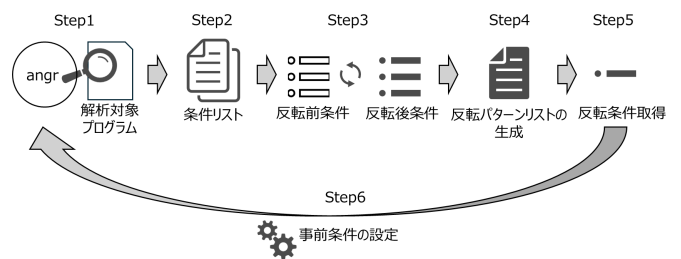 Step1
Step2
Step3
Step4
Step5
angr
解析対象
プログラム
条件リスト
反転前条件
反転後条件
反転パターンリストの
生成
反転条件取得
Step6
事前条件の設定